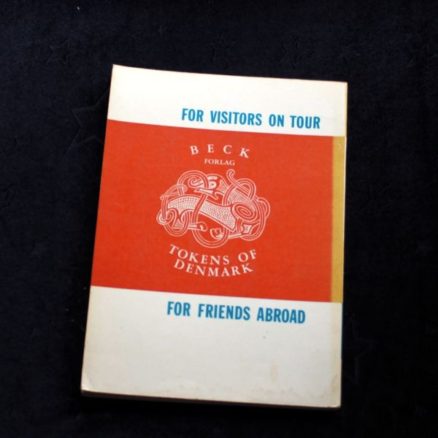 FOR VISITORS ON TOUR
BECK
FORLAG
TOKENS OF
DENMARK
FOR FRIENDS ABROAD